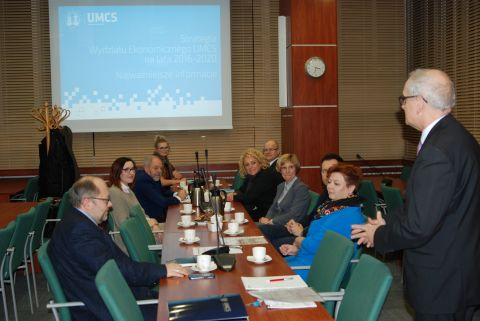 UMCS
Strategia
Wydziału Ekonomicznego UMCS
na lata 2016-2020
Najważniejsze informacje